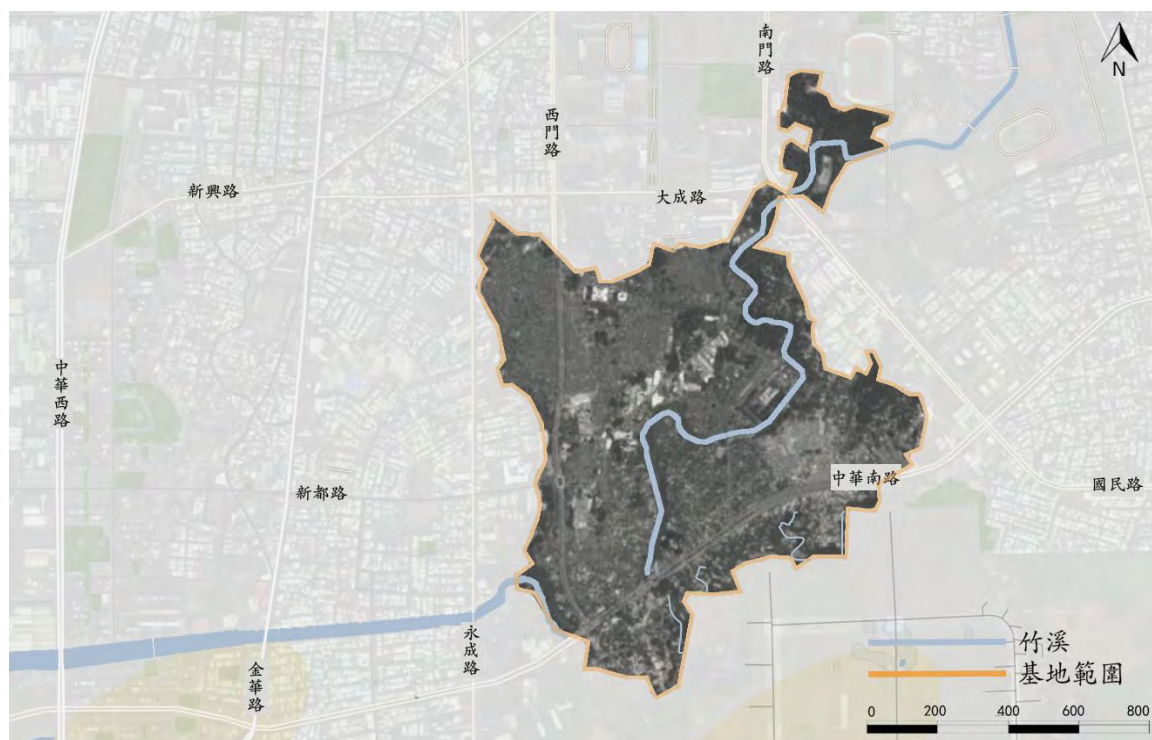 南門路
N
西門路
新興路
大成路
中華西路
中華南路
國民路
新都路
永成路
金華路
竹溪
基地範圍
0 200 400 600 800